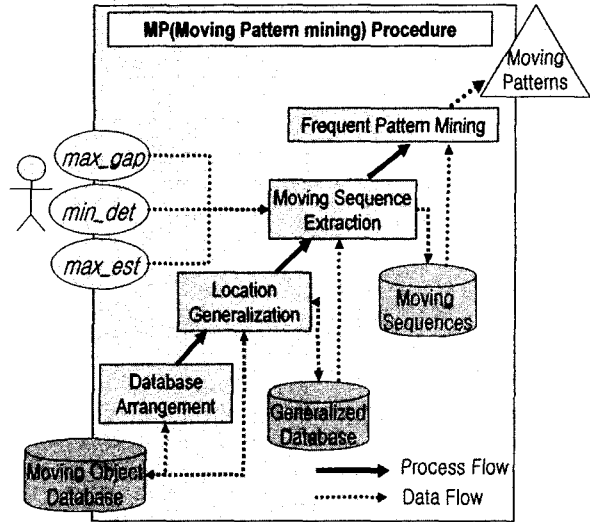 MP(Moving Pattern mining) Procedure
Moving
Patterns
Frequent Pattern Mining
max_gap
min_det
max_est
Moving Sequence
Extraction
Location
Generalization
Moving
Sequences
Database
Arrangement
Generalized
Database
Moving Object
Database
Process Flow
Data Flow